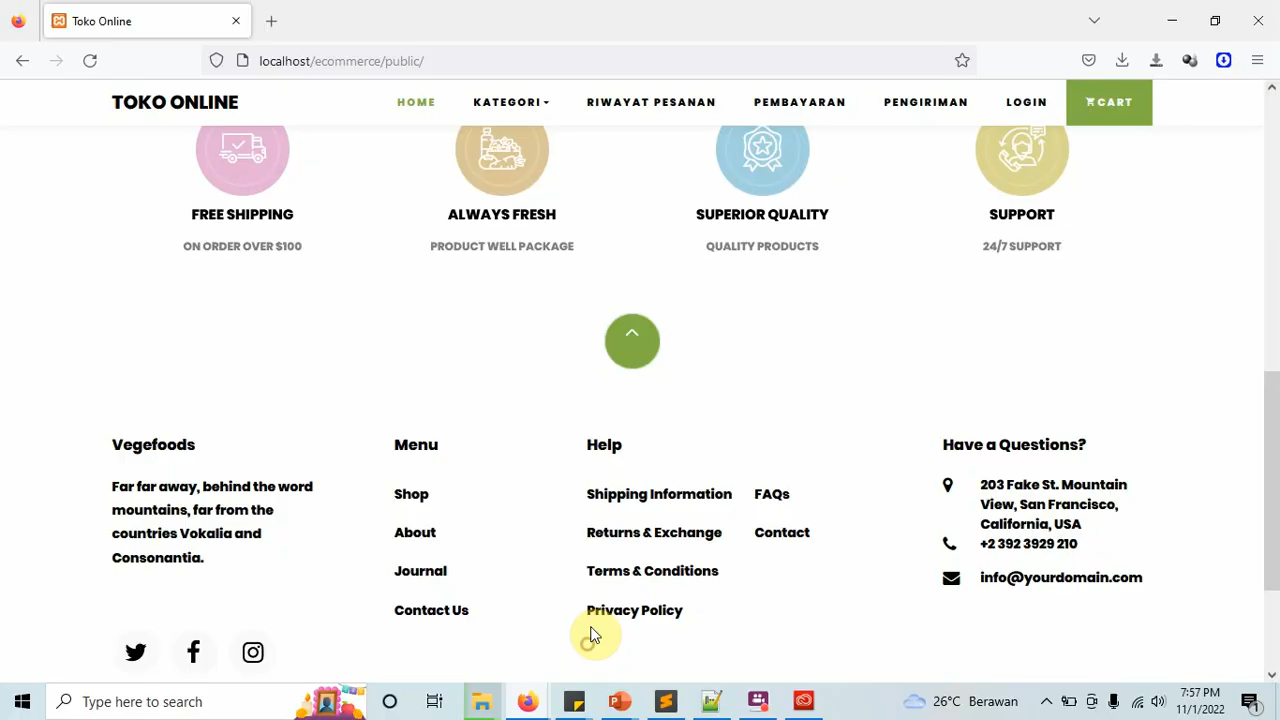 Toko Online
localhost/ecommerce/public/
TOKO ONLINE
HOME
KATEGORI
RIWAYAT PESANAN
PEMBAYARAN
PENGIRIMAN
LOGIN
CART
FREE SHIPPING
ALWAYS FRESH
SUPERIOR QUALITY
SUPPORT
ON ORDER OVER $100
PRODUCT WELL PACKAGE
QUALITY PRODUCTS
24/7 SUPPORT
Vegefoods
Far far away, behind the word
mountains, far from the
countries Vokalia and
Consonantia.
Menu
Shop
About
Journal
Contact Us
Help
Shipping Information
Returns & Exchange
Terms & Conditions
Privacy Policy
FAQs
Contact
Have a Questions?
203 Fake St. Mountain
View, San Francisco,
California, USA
+2 392 3929 210
info@yourdomain.com
Type here to search
26°C Berawan
7:57 PM
11/1/2022
1